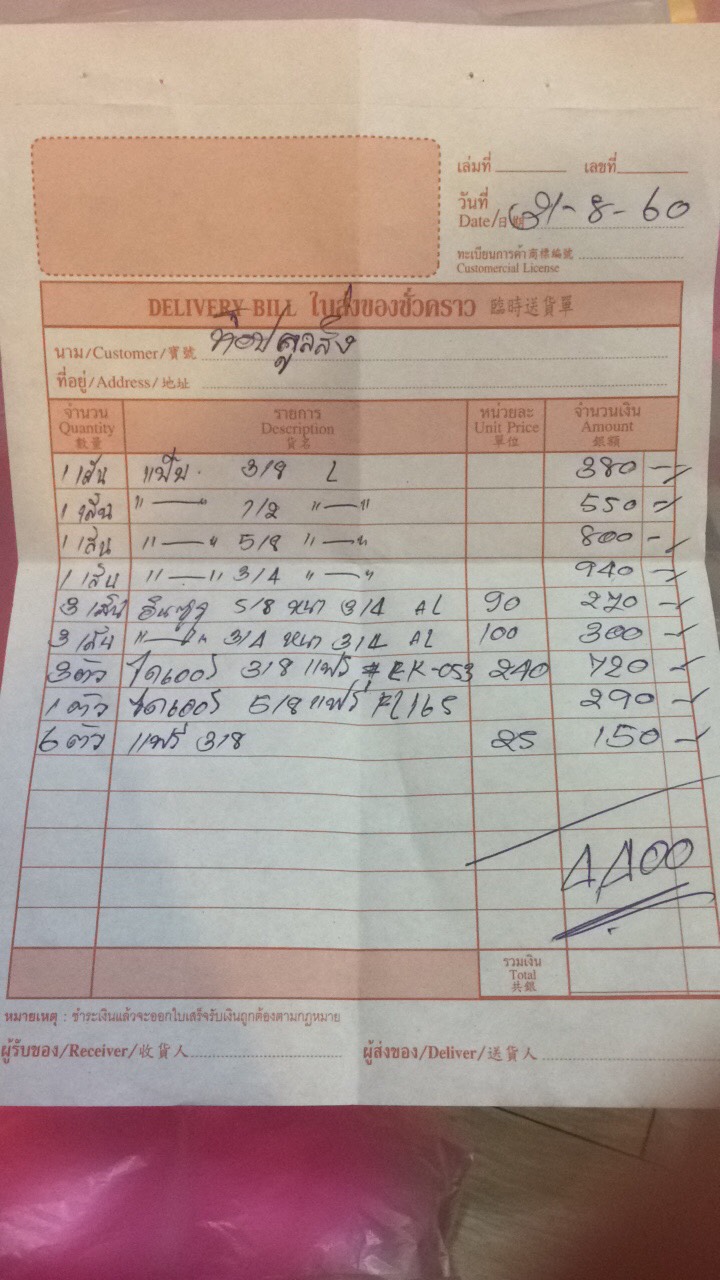 เล่มที่ เลขที่
วันที่
Date/日期 31-8-60
ทะเบียนการค้า 商標編號
Customercial License
DELIVERY BILL ใบส่งของชั่วคราว 臨時送貨單
นาม/Customer/寶號 ท๊อปคูลลิ่ง
ที่อยู่/Address/地址
จำนวน รายการ หน่วยละ จำนวนเงิน
Quantity Description Unit Price Amount
數量 貨名 單位 銀額
1 เส้น แป๊บ 3/8 L 380 -
1 เส้น " — " 1/2 " — " 550 -
1 เส้น " — " 5/8 " — " 800 -
1 เส้น " — " 3/4 " — " 940 -
3 เส้น อินซูล 5/8 หนา 3/4 AL 90 270 -
3 เส้น " — " 3/4 หนา 3/4 AL 100 300 -
3 ตัว ไดเออร์ 3/8 แฟร์ # EK-053 240 720 -
1 ตัว ไดเออร์ 5/8 แฟร์ 290 -
6 ตัว แฟร์ 3/8 25 150 -
4,400
รวมเงิน
Total
共銀
หมายเหตุ : ชำระเงินแล้วจะออกใบเสร็จรับเงินถูกต้องตามกฎหมาย
ผู้รับของ/Receiver/收貨人 ผู้ส่งของ/Deliver/送貨人